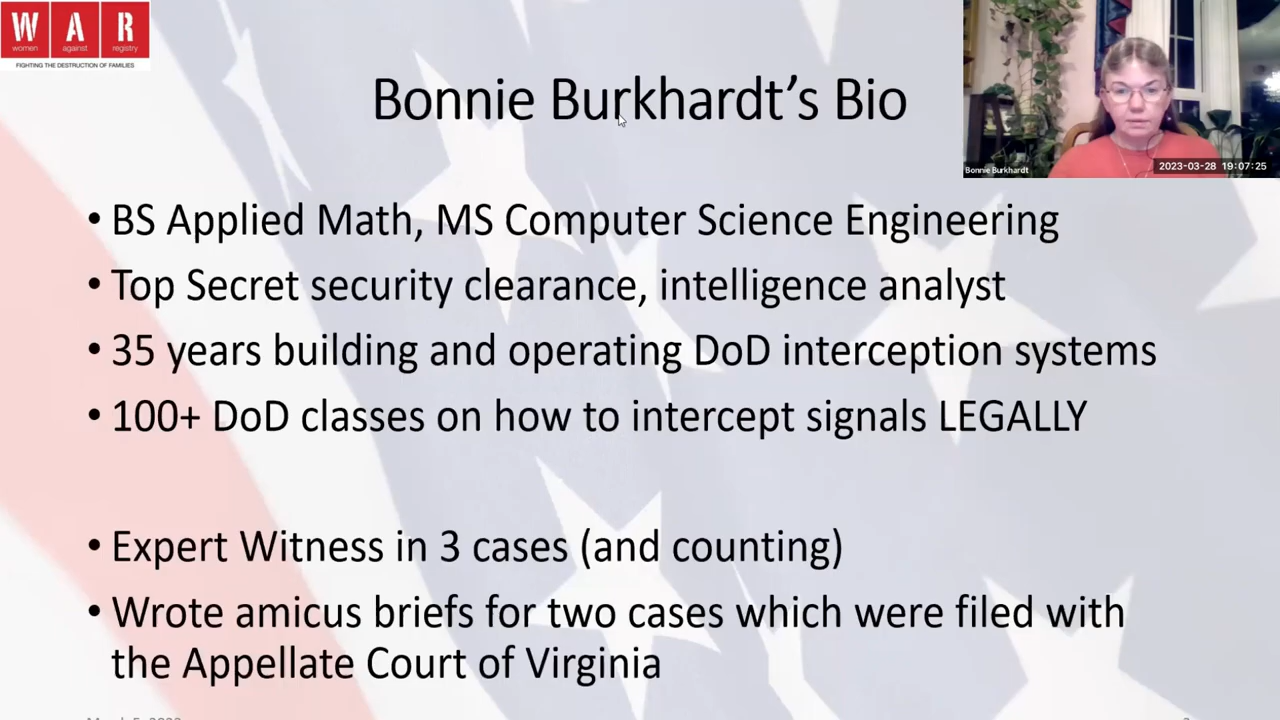 W A R
women against registry
FIGHTING THE DESTRUCTION OF FAMILIES
Bonnie Burkhardt’s Bio
Bonnie Burkhardt
2023-03-28 19:07:25
• BS Applied Math, MS Computer Science Engineering
• Top Secret security clearance, intelligence analyst
• 35 years building and operating DoD interception systems
• 100+ DoD classes on how to intercept signals LEGALLY
• Expert Witness in 3 cases (and counting)
• Wrote amicus briefs for two cases which were filed with
the Appellate Court of Virginia